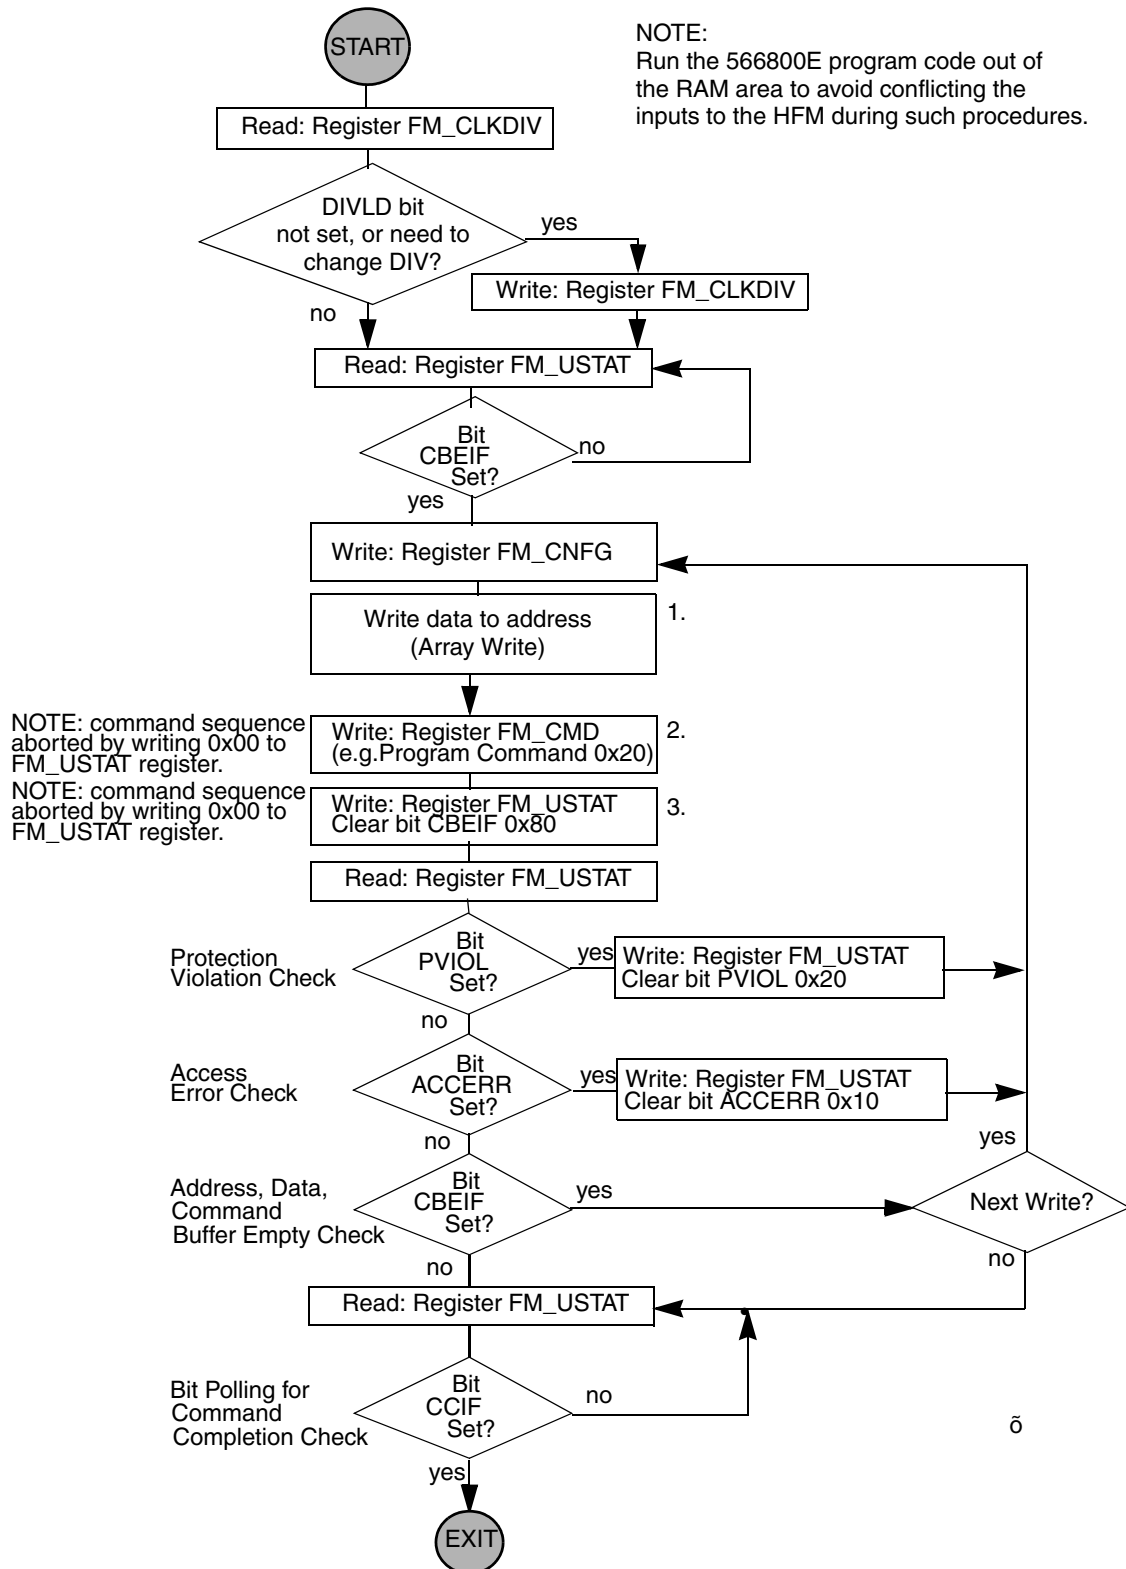 START
NOTE:
Run the 566800E program code out of
the RAM area to avoid conflicting the
inputs to the HFM during such procedures.
Read: Register FM_CLKDIV
DIVLD bit
not set, or need to
change DIV?
yes
no
Write: Register FM_CLKDIV
Read: Register FM_USTAT
Bit
CBEIF
Set?
no
yes
Write: Register FM_CNFG
Write data to address
(Array Write)
1.
NOTE: command sequence
aborted by writing 0x00 to
FM_USTAT register.
Write: Register FM_CMD
(e.g.Program Command 0x20)
2.
NOTE: command sequence
aborted by writing 0x00 to
FM_USTAT register.
Write: Register FM_USTAT
Clear bit CBEIF 0x80
3.
Read: Register FM_USTAT
Protection
Violation Check
Bit
PVIOL
Set?
yes
Write: Register FM_USTAT
Clear bit PVIOL 0x20
no
Access
Error Check
Bit
ACCERR
Set?
yes
Write: Register FM_USTAT
Clear bit ACCERR 0x10
no
yes
Address, Data,
Command
Buffer Empty Check
Bit
CBEIF
Set?
yes
Next Write?
no
no
Read: Register FM_USTAT
Bit Polling for
Command
Completion Check
Bit
CCIF
Set?
no
õ
yes
EXIT